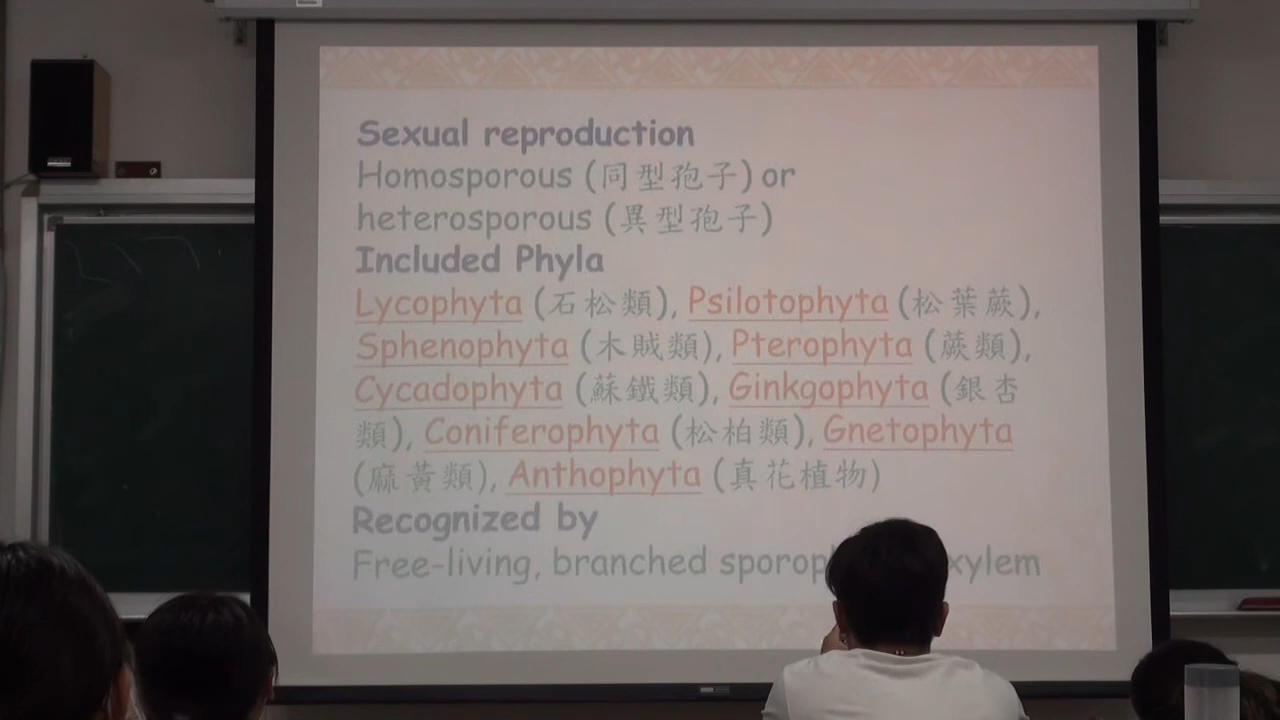 Sexual reproduction
Homosporous (同型孢子) or
heterosporous (異型孢子)
Included Phyla
Lycophyta (石松類), Psilotophyta (松葉蕨),
Sphenophyta (木賊類), Pterophyta (蕨類),
Cycadophyta (蘇鐵類), Ginkgophyta (銀杏
類), Coniferophyta (松柏類), Gnetophyta
(麻黃類), Anthophyta (真花植物)
Recognized by
Free-living, branched xylem